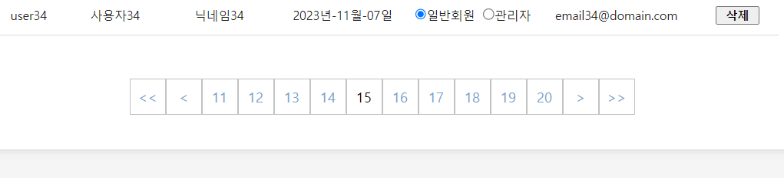 user34 사용자34 닉네임34 2023년-11월-07일 일반회원 관리자 email34@domain.com 삭제
<< < 11 12 13 14 15 16 17 18 19 20 > >>